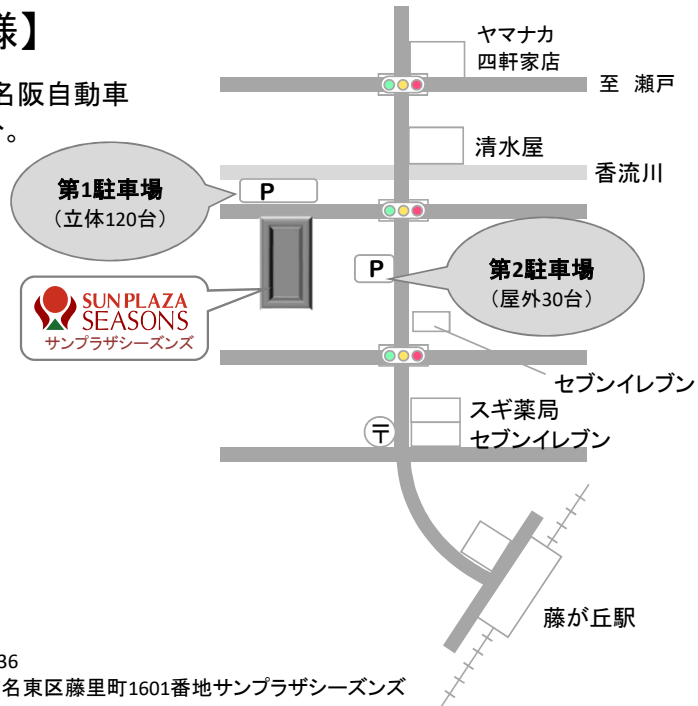 様】
名阪自動車
。
ヤマナカ
四軒家店
至 瀬戸
清水屋
香流川
第1駐車場
（立体120台）
P
P
第2駐車場
（屋外30台）
SUNPLAZA
SEASONS
サンプラザシーズンズ
セブンイレブン
スギ薬局
〒
セブンイレブン
藤が丘駅
36
名東区藤里町1601番地サンプラザシーズンズ